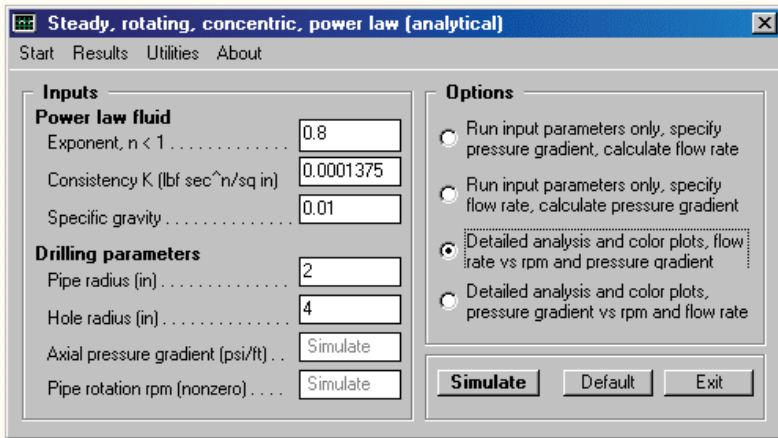 Steady, rotating, concentric, power law (analytical)
Start Results Utilities About
Inputs
Power law fluid
Exponent, n < 1 . . . . . . . . . . . . . 0.8
Consistency K (lbf sec^n/sq in) 0.0001375
Specific gravity . . . . . . . . . . . . . 0.01
Drilling parameters
Pipe radius (in) . . . . . . . . . . . . . 2
Hole radius (in) . . . . . . . . . . . . . 4
Axial pressure gradient (psi/ft) . . Simulate
Pipe rotation rpm (nonzero) . . . . Simulate
Options
Run input parameters only, specify
pressure gradient, calculate flow rate
Run input parameters only, specify
flow rate, calculate pressure gradient
Detailed analysis and color plots, flow
rate vs rpm and pressure gradient
Detailed analysis and color plots,
pressure gradient vs rpm and flow rate
Simulate Default Exit